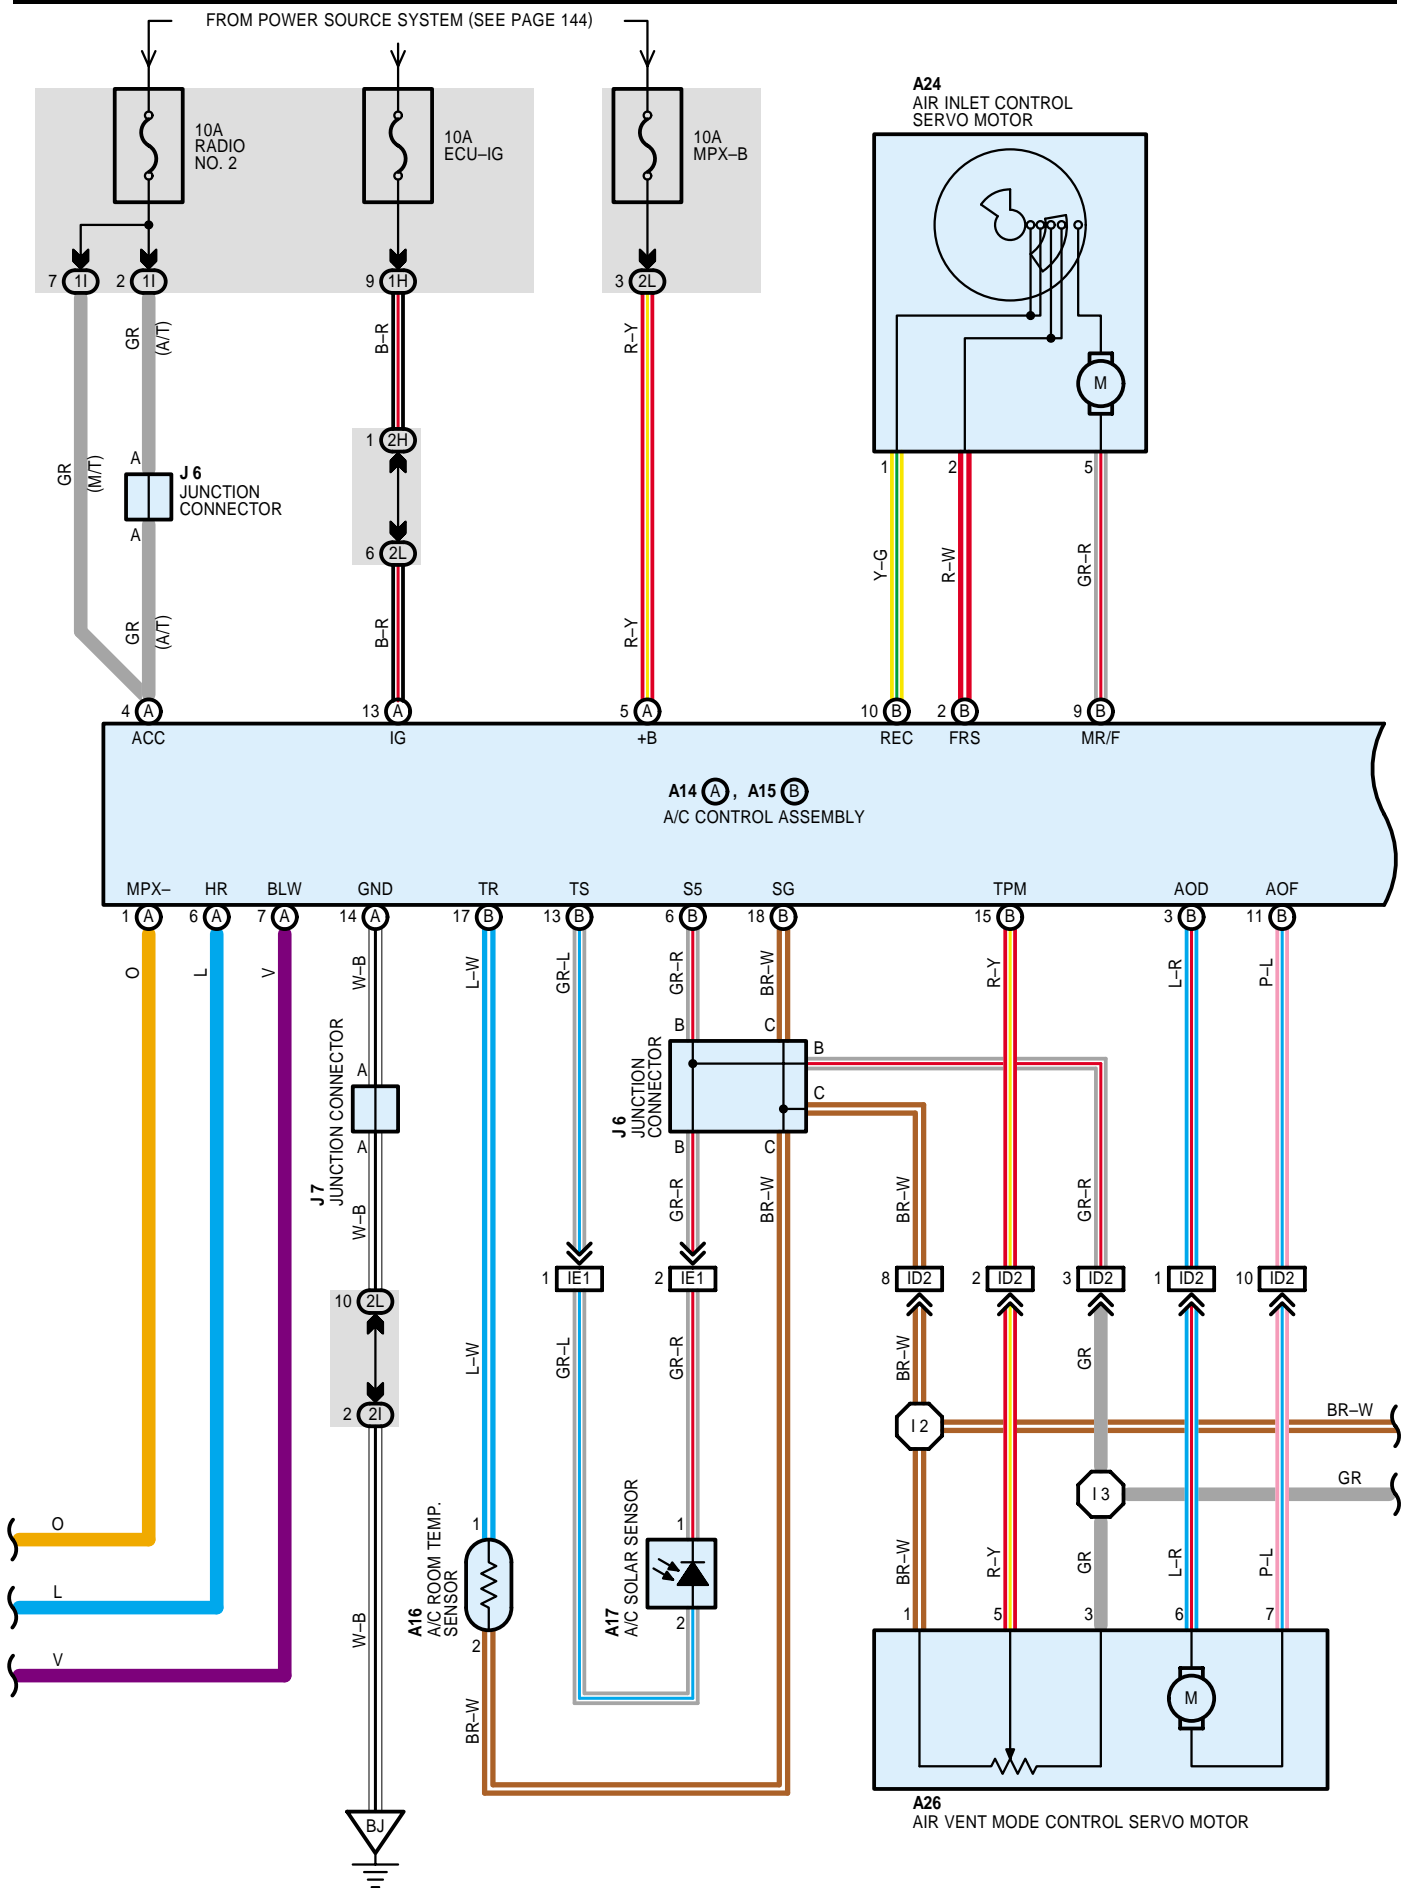 FROM POWER SOURCE SYSTEM (SEE PAGE 144)
10A
RADIO
NO. 2
10A
ECU–IG
10A
MPX–B
A24
AIR INLET CONTROL
SERVO MOTOR
7 1I
2 1I
9 1H
3 2L
GR
(A/T)
B–R
R–Y
M
1 2H
A
J 6
JUNCTION
CONNECTOR
A
GR
(M/T)
1
2
5
6 2L
Y–G
R–W
GR–R
GR
(A/T)
B–R
R–Y
4 A
13 A
5 A
10 B
2 B
9 B
ACC
IG
+B
REC
FRS
MR/F
A14 A , A15 B
A/C CONTROL ASSEMBLY
MPX–
HR
BLW
GND
TR
TS
S5
SG
TPM
AOD
AOF
1 A
6 A
7 A
14 A
17 B
13 B
6 B
18 B
15 B
3 B
11 B
O
L
V
W–B
L–W
GR–L
GR–R
BR–W
R–Y
L–R
P–L
B
C
B
C
J 6
JUNCTION
CONNECTOR
B
C
A
J 7
JUNCTION CONNECTOR
A
W–B
GR–R
BR–W
BR–W
GR–R
1 IE1
2 IE1
8 ID2
2 ID2
3 ID2
1 ID2
10 ID2
10 2L
L–W
GR–L
GR–R
BR–W
GR
2 2I
I 2
BR–W
I 3
GR
O
L
V
1
A16
A/C ROOM TEMP.
SENSOR
2
1
A17
A/C SOLAR SENSOR
2
BR–W
R–Y
GR
L–R
P–L
1
5
3
6
7
W–B
BR–W
M
A26
AIR VENT MODE CONTROL SERVO MOTOR
BJ